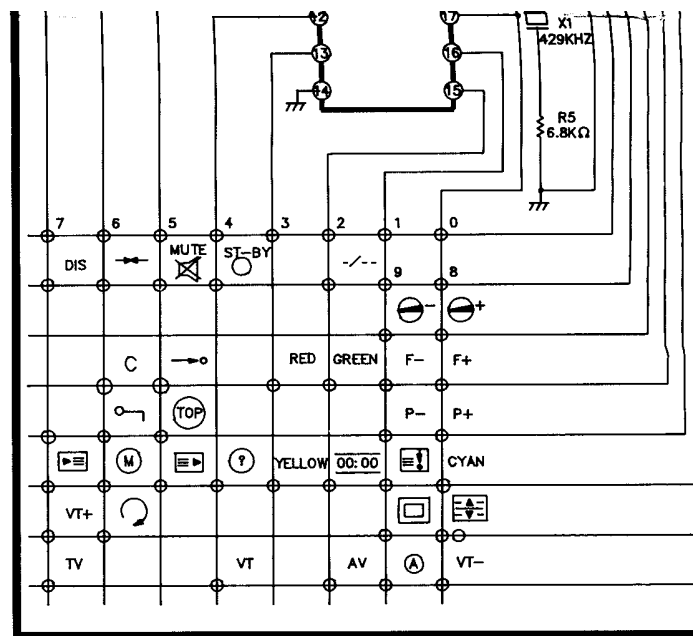 12 17
X1
429KHZ
13 16
14 15
R5
6.8KΩ
7 6 5 4 3 2 1 0
DIS MUTE ST-BY -/--
9 8
- +
C RED GREEN F- F+
TOP P- P+
M ? YELLOW 00:00 CYAN
VT+
TV VT AV A VT-